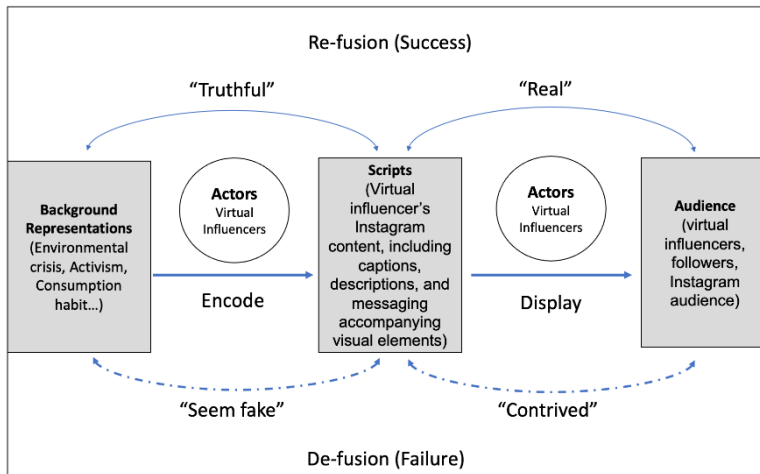 Re-fusion (Success)
“Truthful”
“Real”
Background
Representations
(Environmental
crisis, Activism,
Consumption
habit...)
Actors
Virtual
Influencers
Encode
Scripts
(Virtual
influencer’s
Instagram
content, including
captions,
descriptions, and
messaging
accompanying
visual elements)
Actors
Virtual
Influencers
Display
Audience
(virtual
influencers,
followers,
Instagram
audience)
“Seem fake”
“Contrived”
De-fusion (Failure)